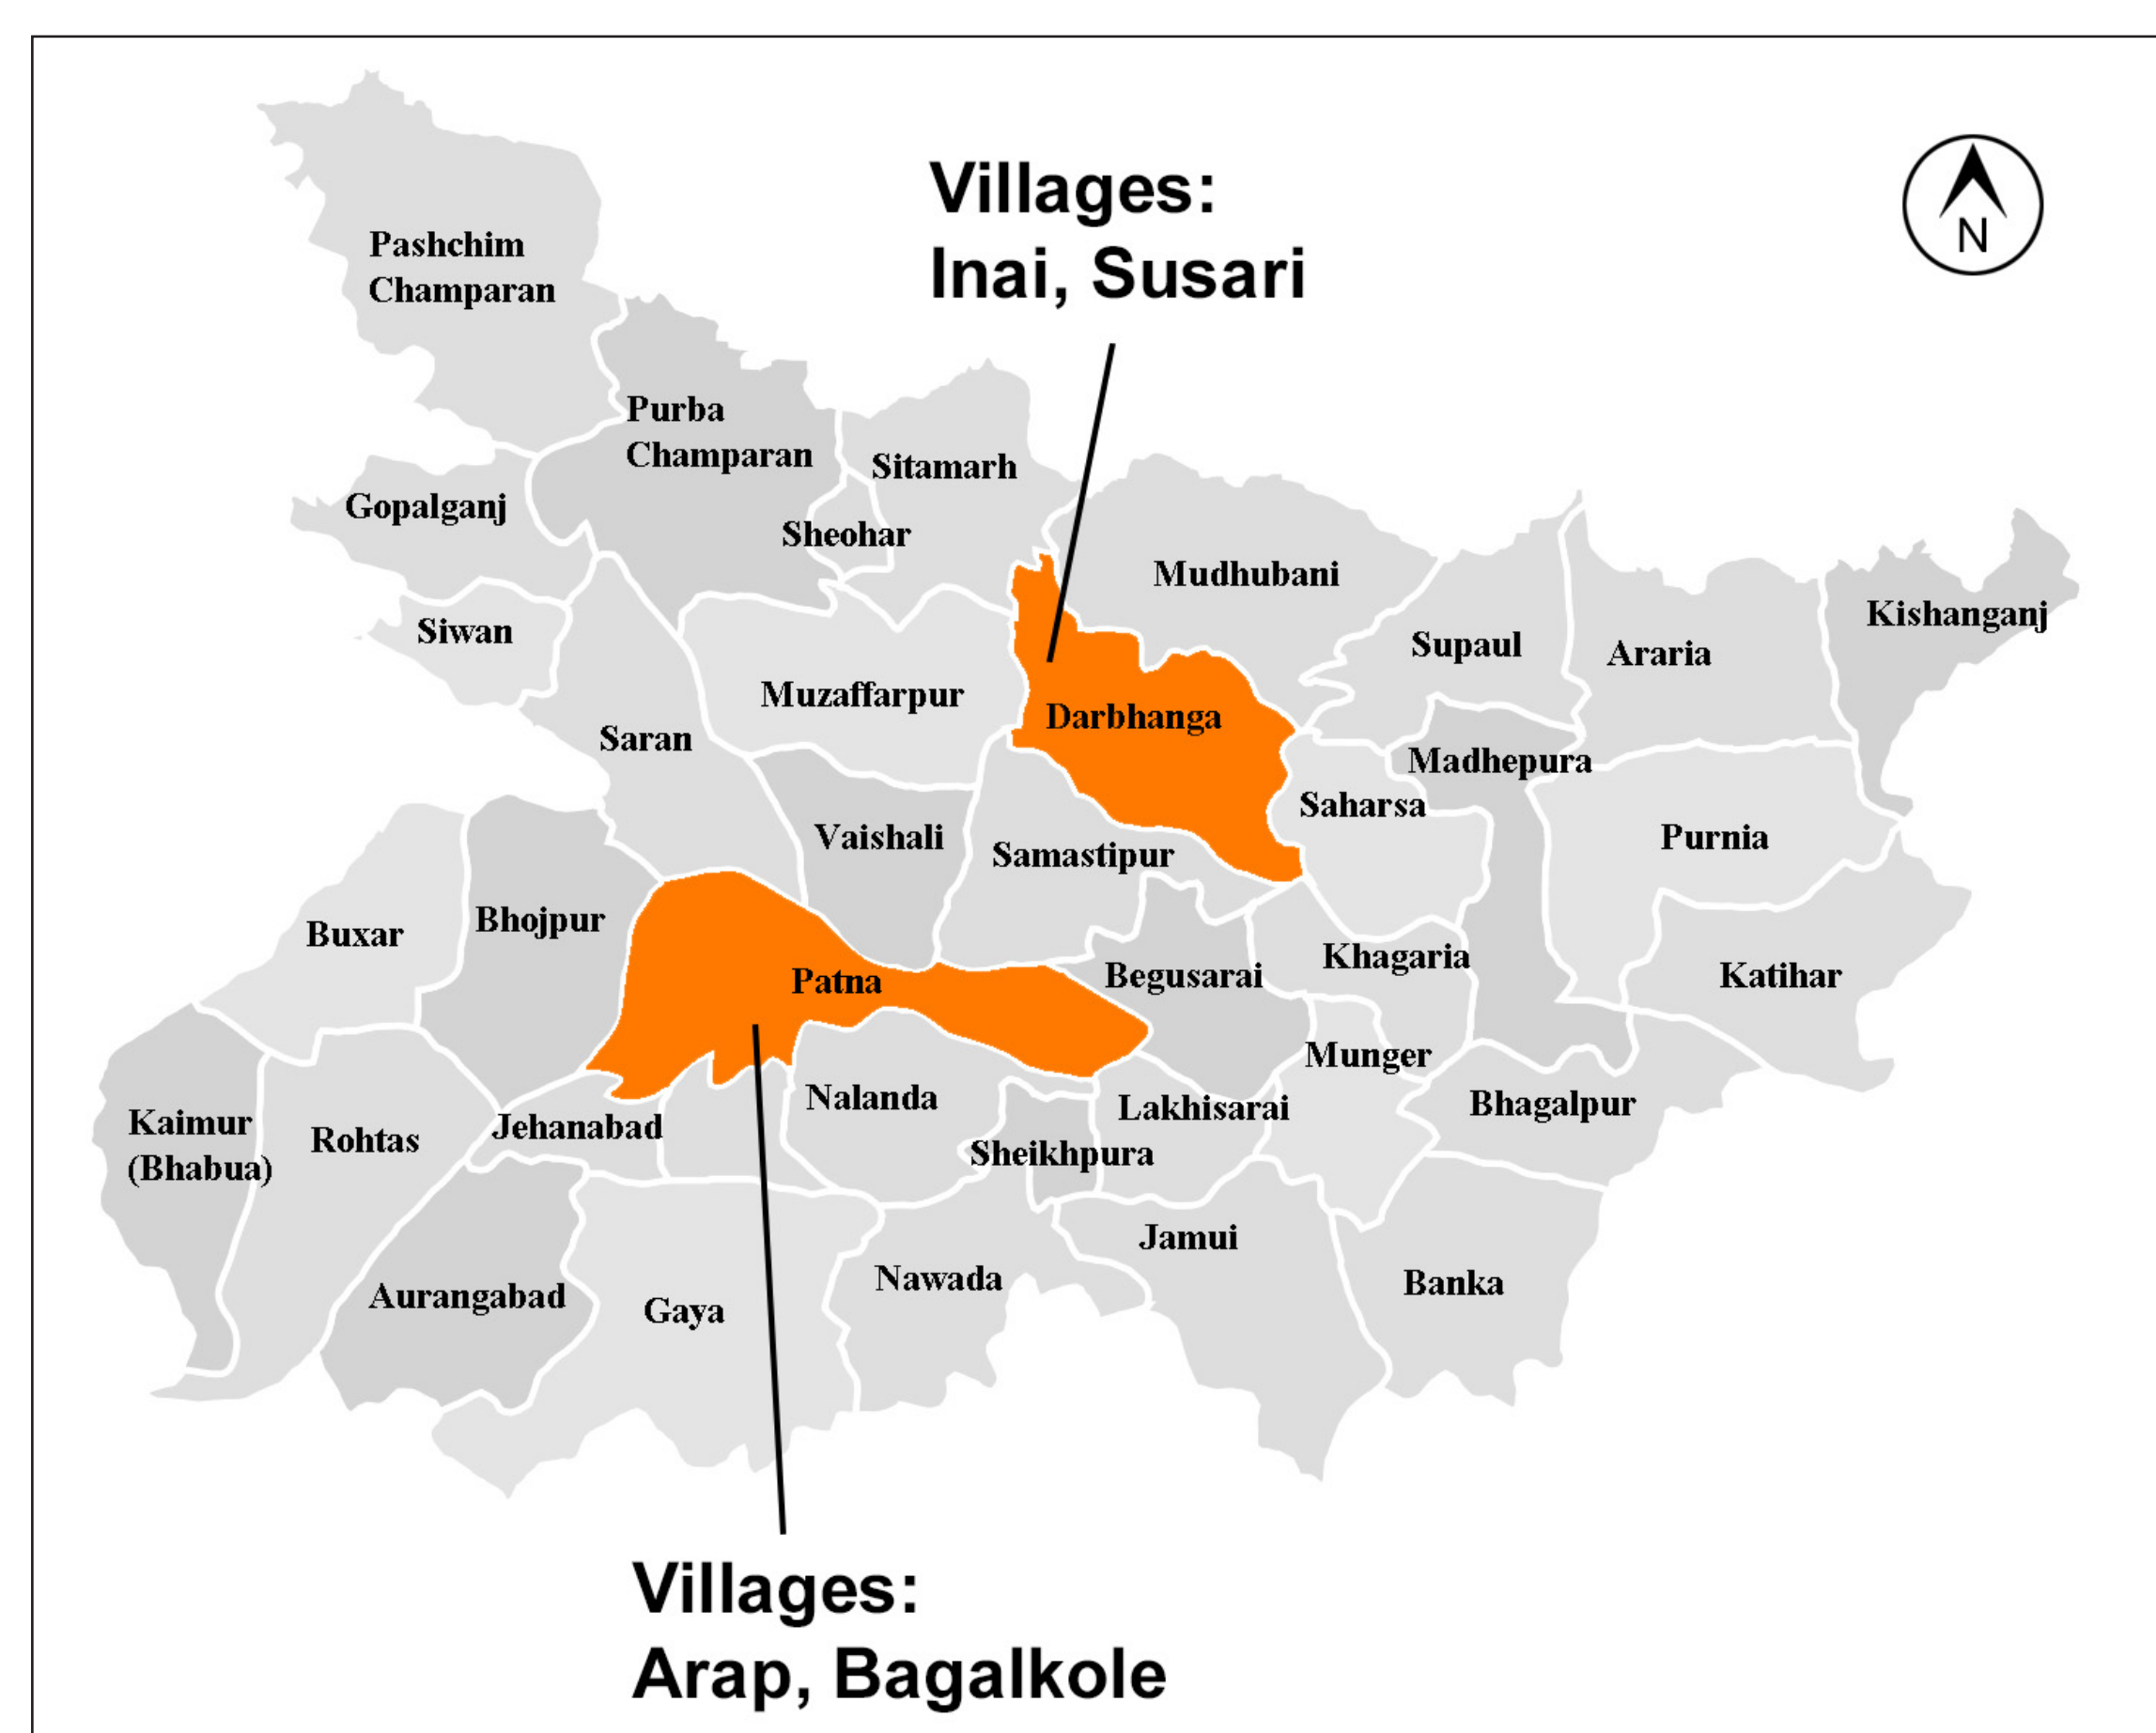 Villages:
Inai, Susari
N
Pashchim
Champaran
Purba
Champaran
Sitamarh
Gopalganj
Sheohar
Mudhubani
Kishanganj
Siwan
Supaul
Araria
Muzaffarpur
Darbhanga
Saran
Madhepura
Saharsa
Vaishali
Samastipur
Purnia
Buxar
Bhojpur
Patna
Begusarai
Khagaria
Katihar
Munger
Nalanda
Lakhisarai
Bhagalpur
Kaimur
(Bhabua)
Rohtas
Jehanabad
Sheikhpura
Jamui
Aurangabad
Gaya
Nawada
Banka
Villages:
Arap, Bagalkole